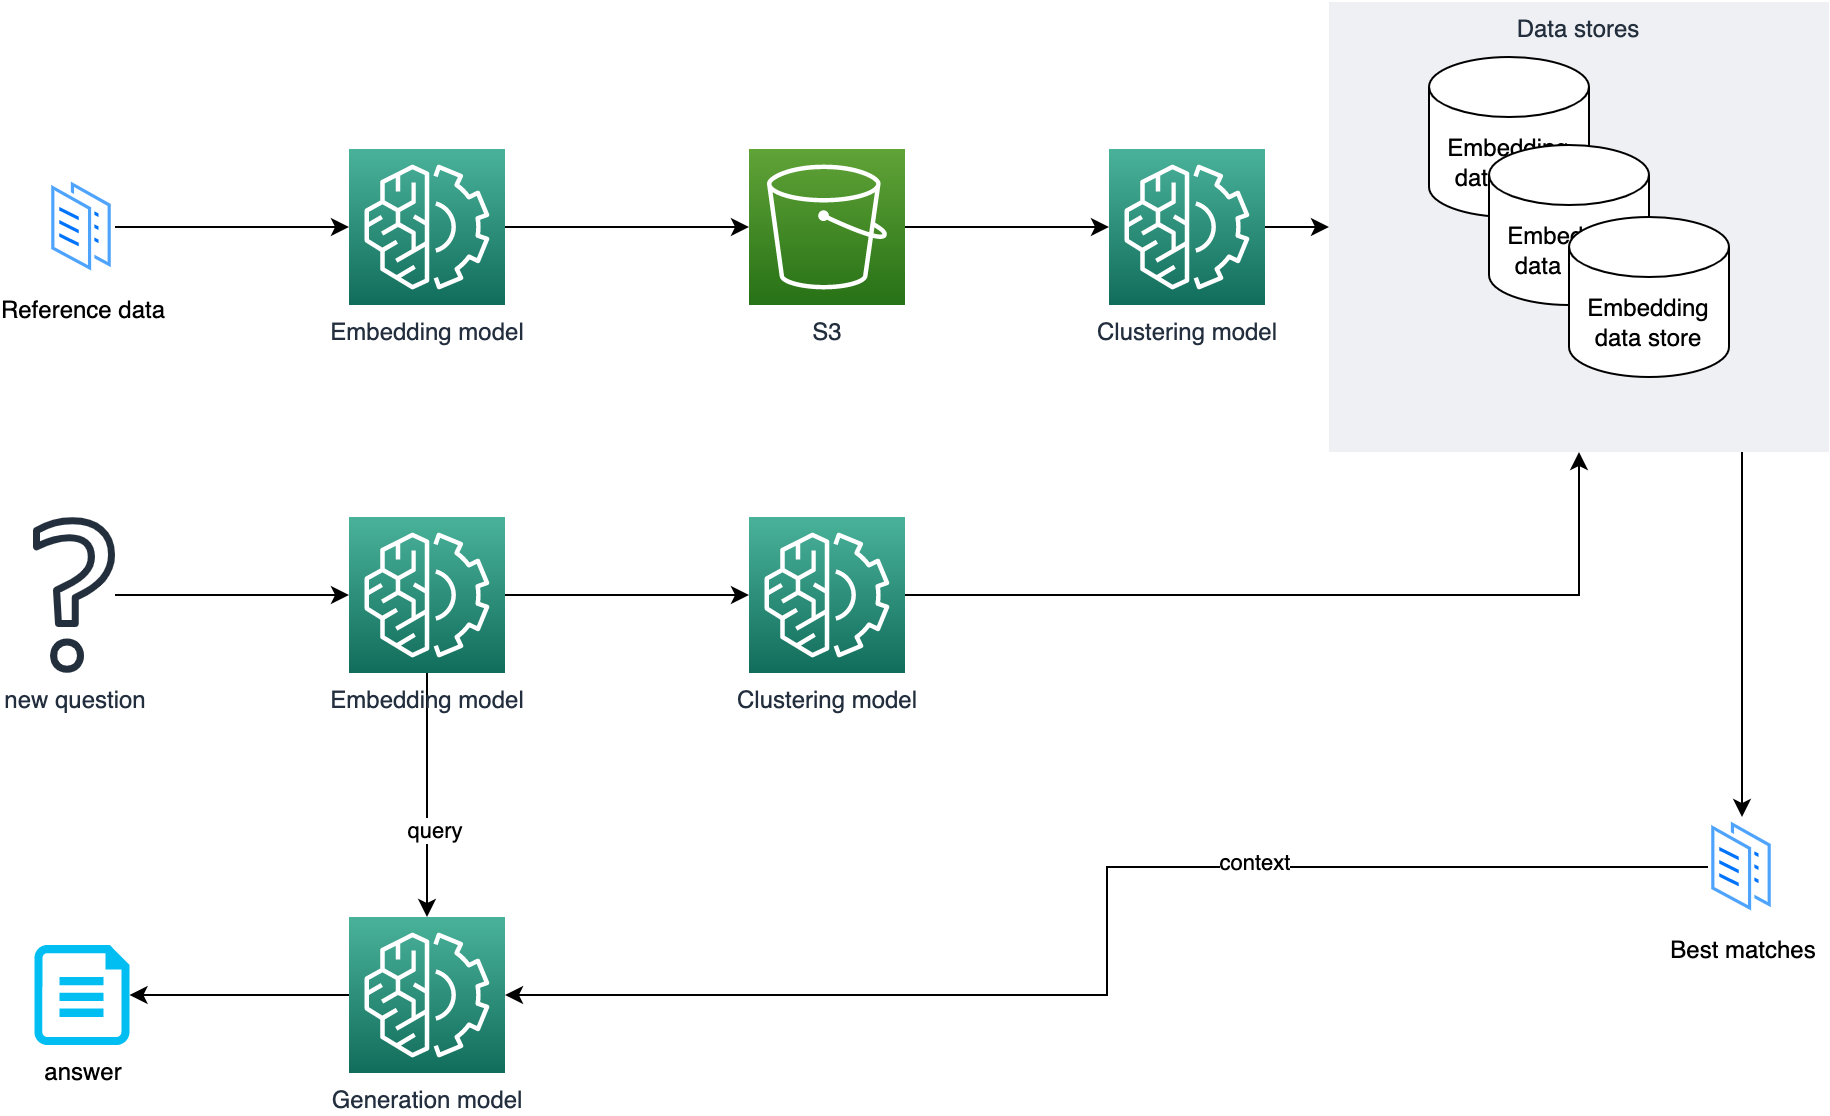 Data stores
Embedding
dat
Embed
data
Embedding
data store
Reference data
Embedding model
S3
Clustering model
new question
Embedding model
Clustering model
query
context
Best matches
answer
Generation model